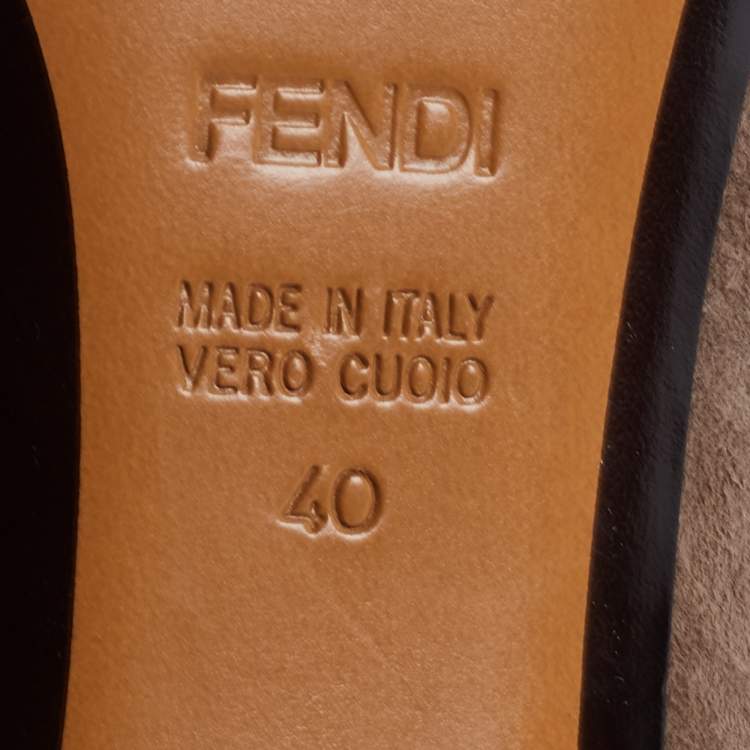 FENDI
MADE IN ITALY
VERO CUOIO
40